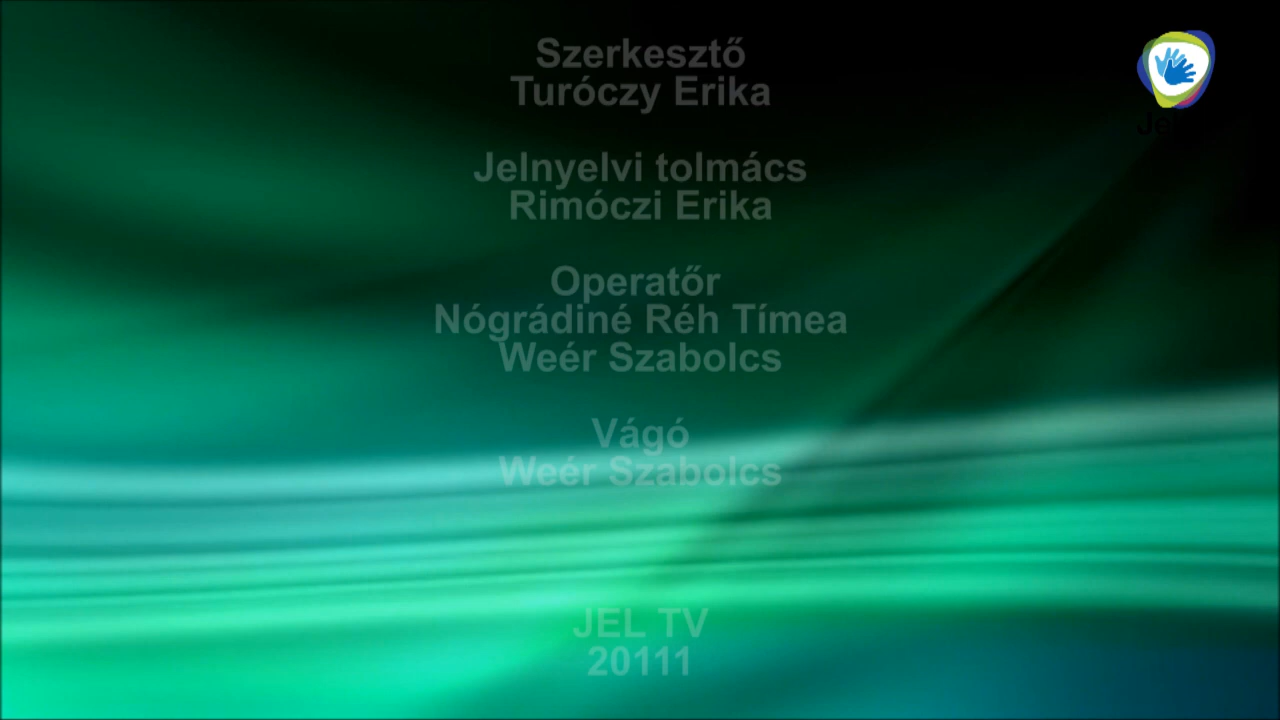 Szerkesztő
Turóczy Erika
Jelnyelvi tolmács
Rimóczi Erika
Operatőr
Nógrádiné Réh Tímea
Weér Szabolcs
Vágó
Weér Szabolcs
JEL TV
20111